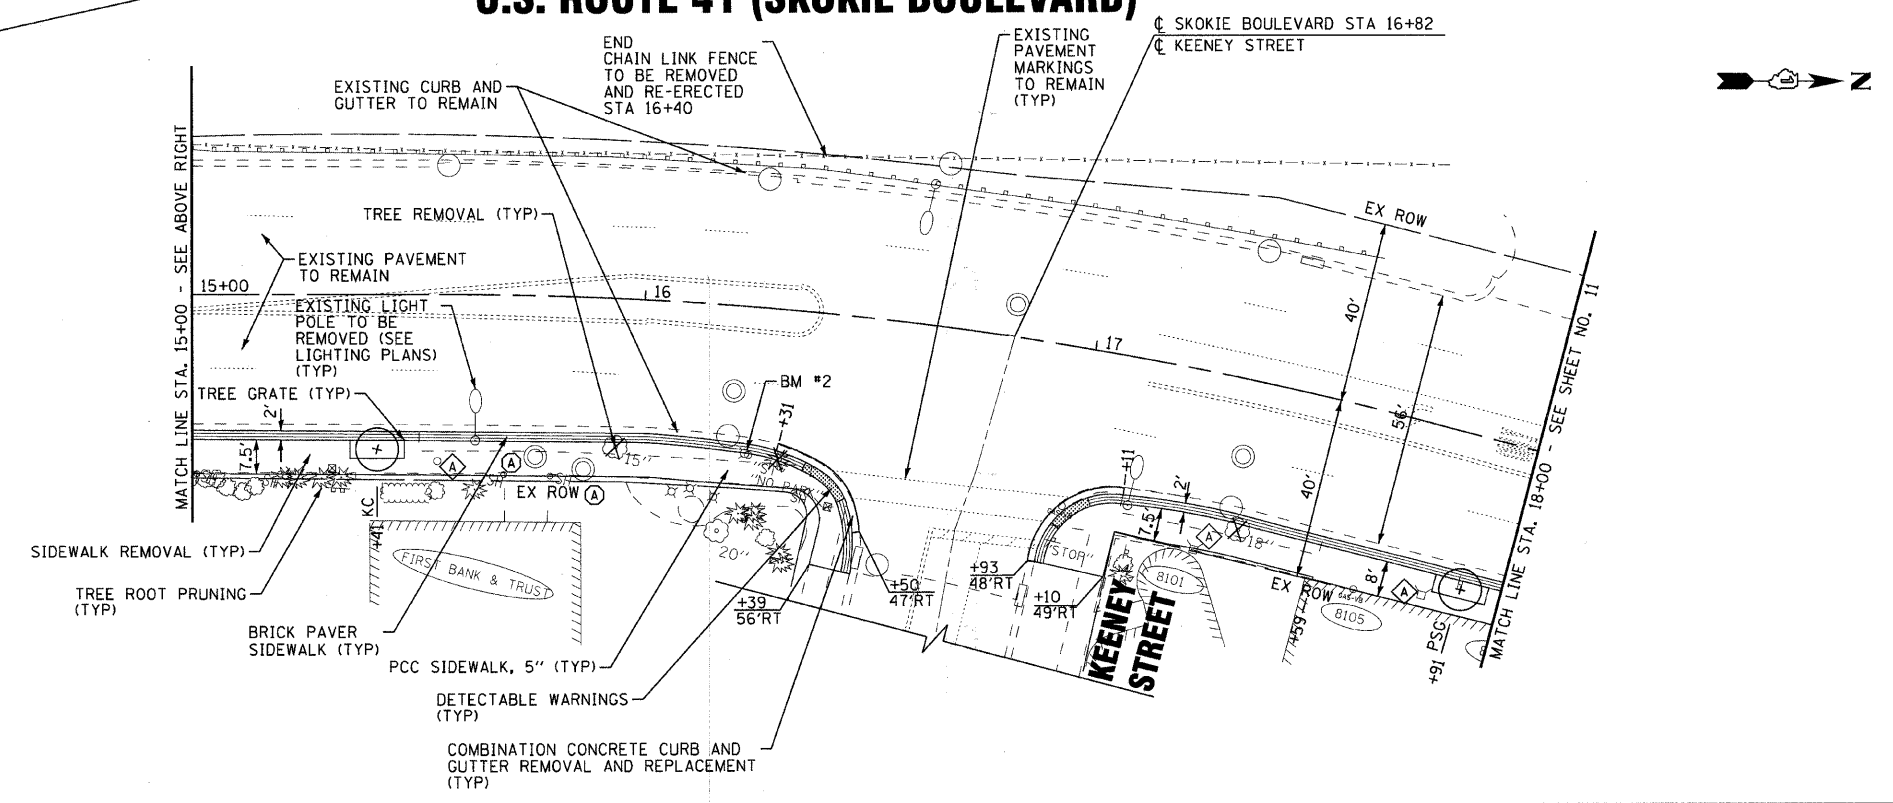 U.S. ROUTE 41 (SKOKIE BOULEVARD)
℄ SKOKIE BOULEVARD STA 16+82
℄ KEENEY STREET
END
CHAIN LINK FENCE
TO BE REMOVED
AND RE-ERECTED
STA 16+40
EXISTING
PAVEMENT
MARKINGS
TO REMAIN
(TYP)
N
EXISTING CURB AND
GUTTER TO REMAIN
MATCH LINE STA. 15+00 - SEE ABOVE RIGHT
TREE REMOVAL (TYP)
EX ROW
EXISTING PAVEMENT
TO REMAIN
15+00
16
17
EXISTING LIGHT
POLE TO BE
REMOVED (SEE
LIGHTING PLANS)
(TYP)
40'
56'
40'
MATCH LINE STA. 18+00 - SEE SHEET NO. 11
TREE GRATE (TYP)
BM #2
+31
2'
7.5'
A
A
15"
"NO PARK
EX ROW
A
+11
2'
7.5'
A
18"
KC
+41
SIDEWALK REMOVAL (TYP)
FIRST BANK & TRUST
20"
"STOP"
8101
EX ROW
8'
A
TREE ROOT PRUNING
(TYP)
+39
56'RT
+50
47'RT
+93
48'RT
+10
49'RT
8105
+59
+91 PSG
KEENEY
STREET
BRICK PAVER
SIDEWALK (TYP)
PCC SIDEWALK, 5" (TYP)
DETECTABLE WARNINGS
(TYP)
COMBINATION CONCRETE CURB AND
GUTTER REMOVAL AND REPLACEMENT
(TYP)